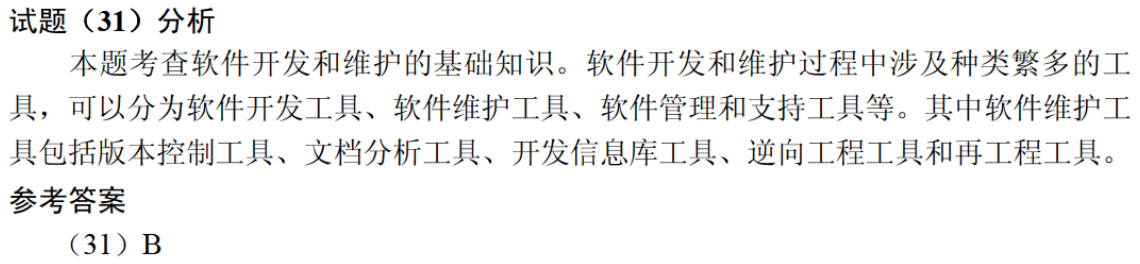 试题（31）分析
本题考查软件开发和维护的基础知识。软件开发和维护过程中涉及种类繁多的工
具，可以分为软件开发工具、软件维护工具、软件管理和支持工具等。其中软件维护工
具包括版本控制工具、文档分析工具、开发信息库工具、逆向工程工具和再工程工具。
参考答案
（31）B